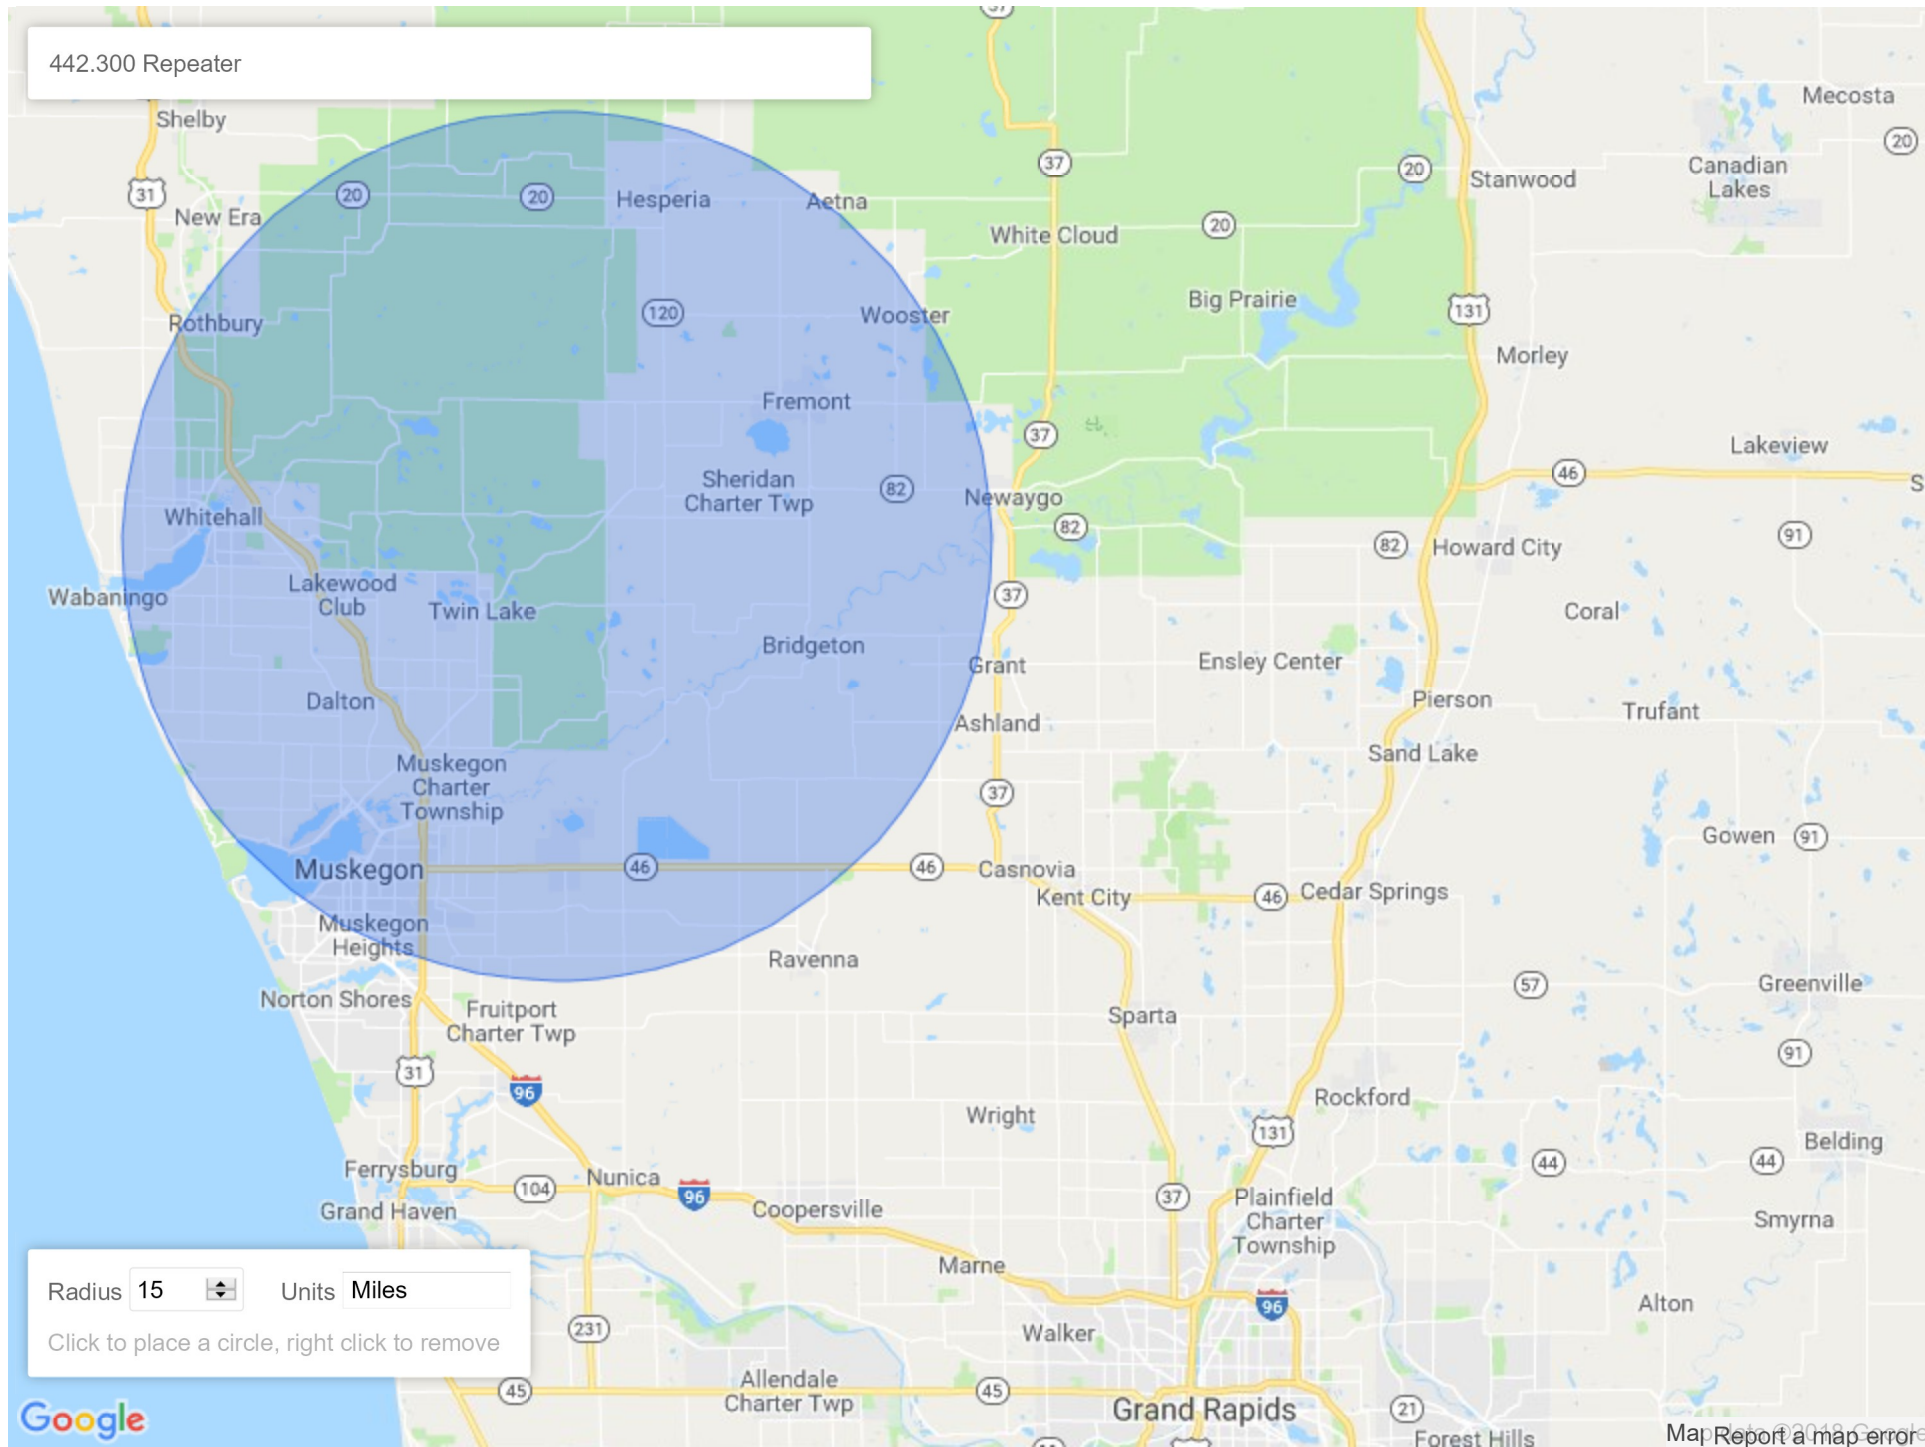 37
442.300 Repeater
Shelby
Mecosta
20
37
20
Stanwood
Canadian
Lakes
31
20
20
Hesperia
Aetna
New Era
White Cloud
20
Big Prairie
Rothbury
120
Wooster
131
Morley
Fremont
37
Lakeview
46
Sheridan
Charter Twp
82
Newaygo
S
Whitehall
82
82
Howard City
91
Wabaningo
Lakewood
Club
Twin Lake
37
Coral
Bridgeton
Grant
Ensley Center
Dalton
Pierson
Trufant
Ashland
Sand Lake
Muskegon
Charter
Township
37
Gowen
91
Muskegon
46
46
Casnovia
Kent City
46
Cedar Springs
Muskegon
Heights
Ravenna
Norton Shores
57
Greenville
Fruitport
Charter Twp
Sparta
31
91
96
Rockford
Wright
131
Belding
Ferrysburg
44
44
Nunica
104
96
37
Plainfield
Charter
Township
Grand Haven
Coopersville
Smyrna
Marne
Radius 15 Units Miles
96
Alton
Click to place a circle, right click to remove
231
Walker
Allendale
Charter Twp
45
45
Grand Rapids
21
Google
Forest Hills
Map data ©2018 Google
Report a map error